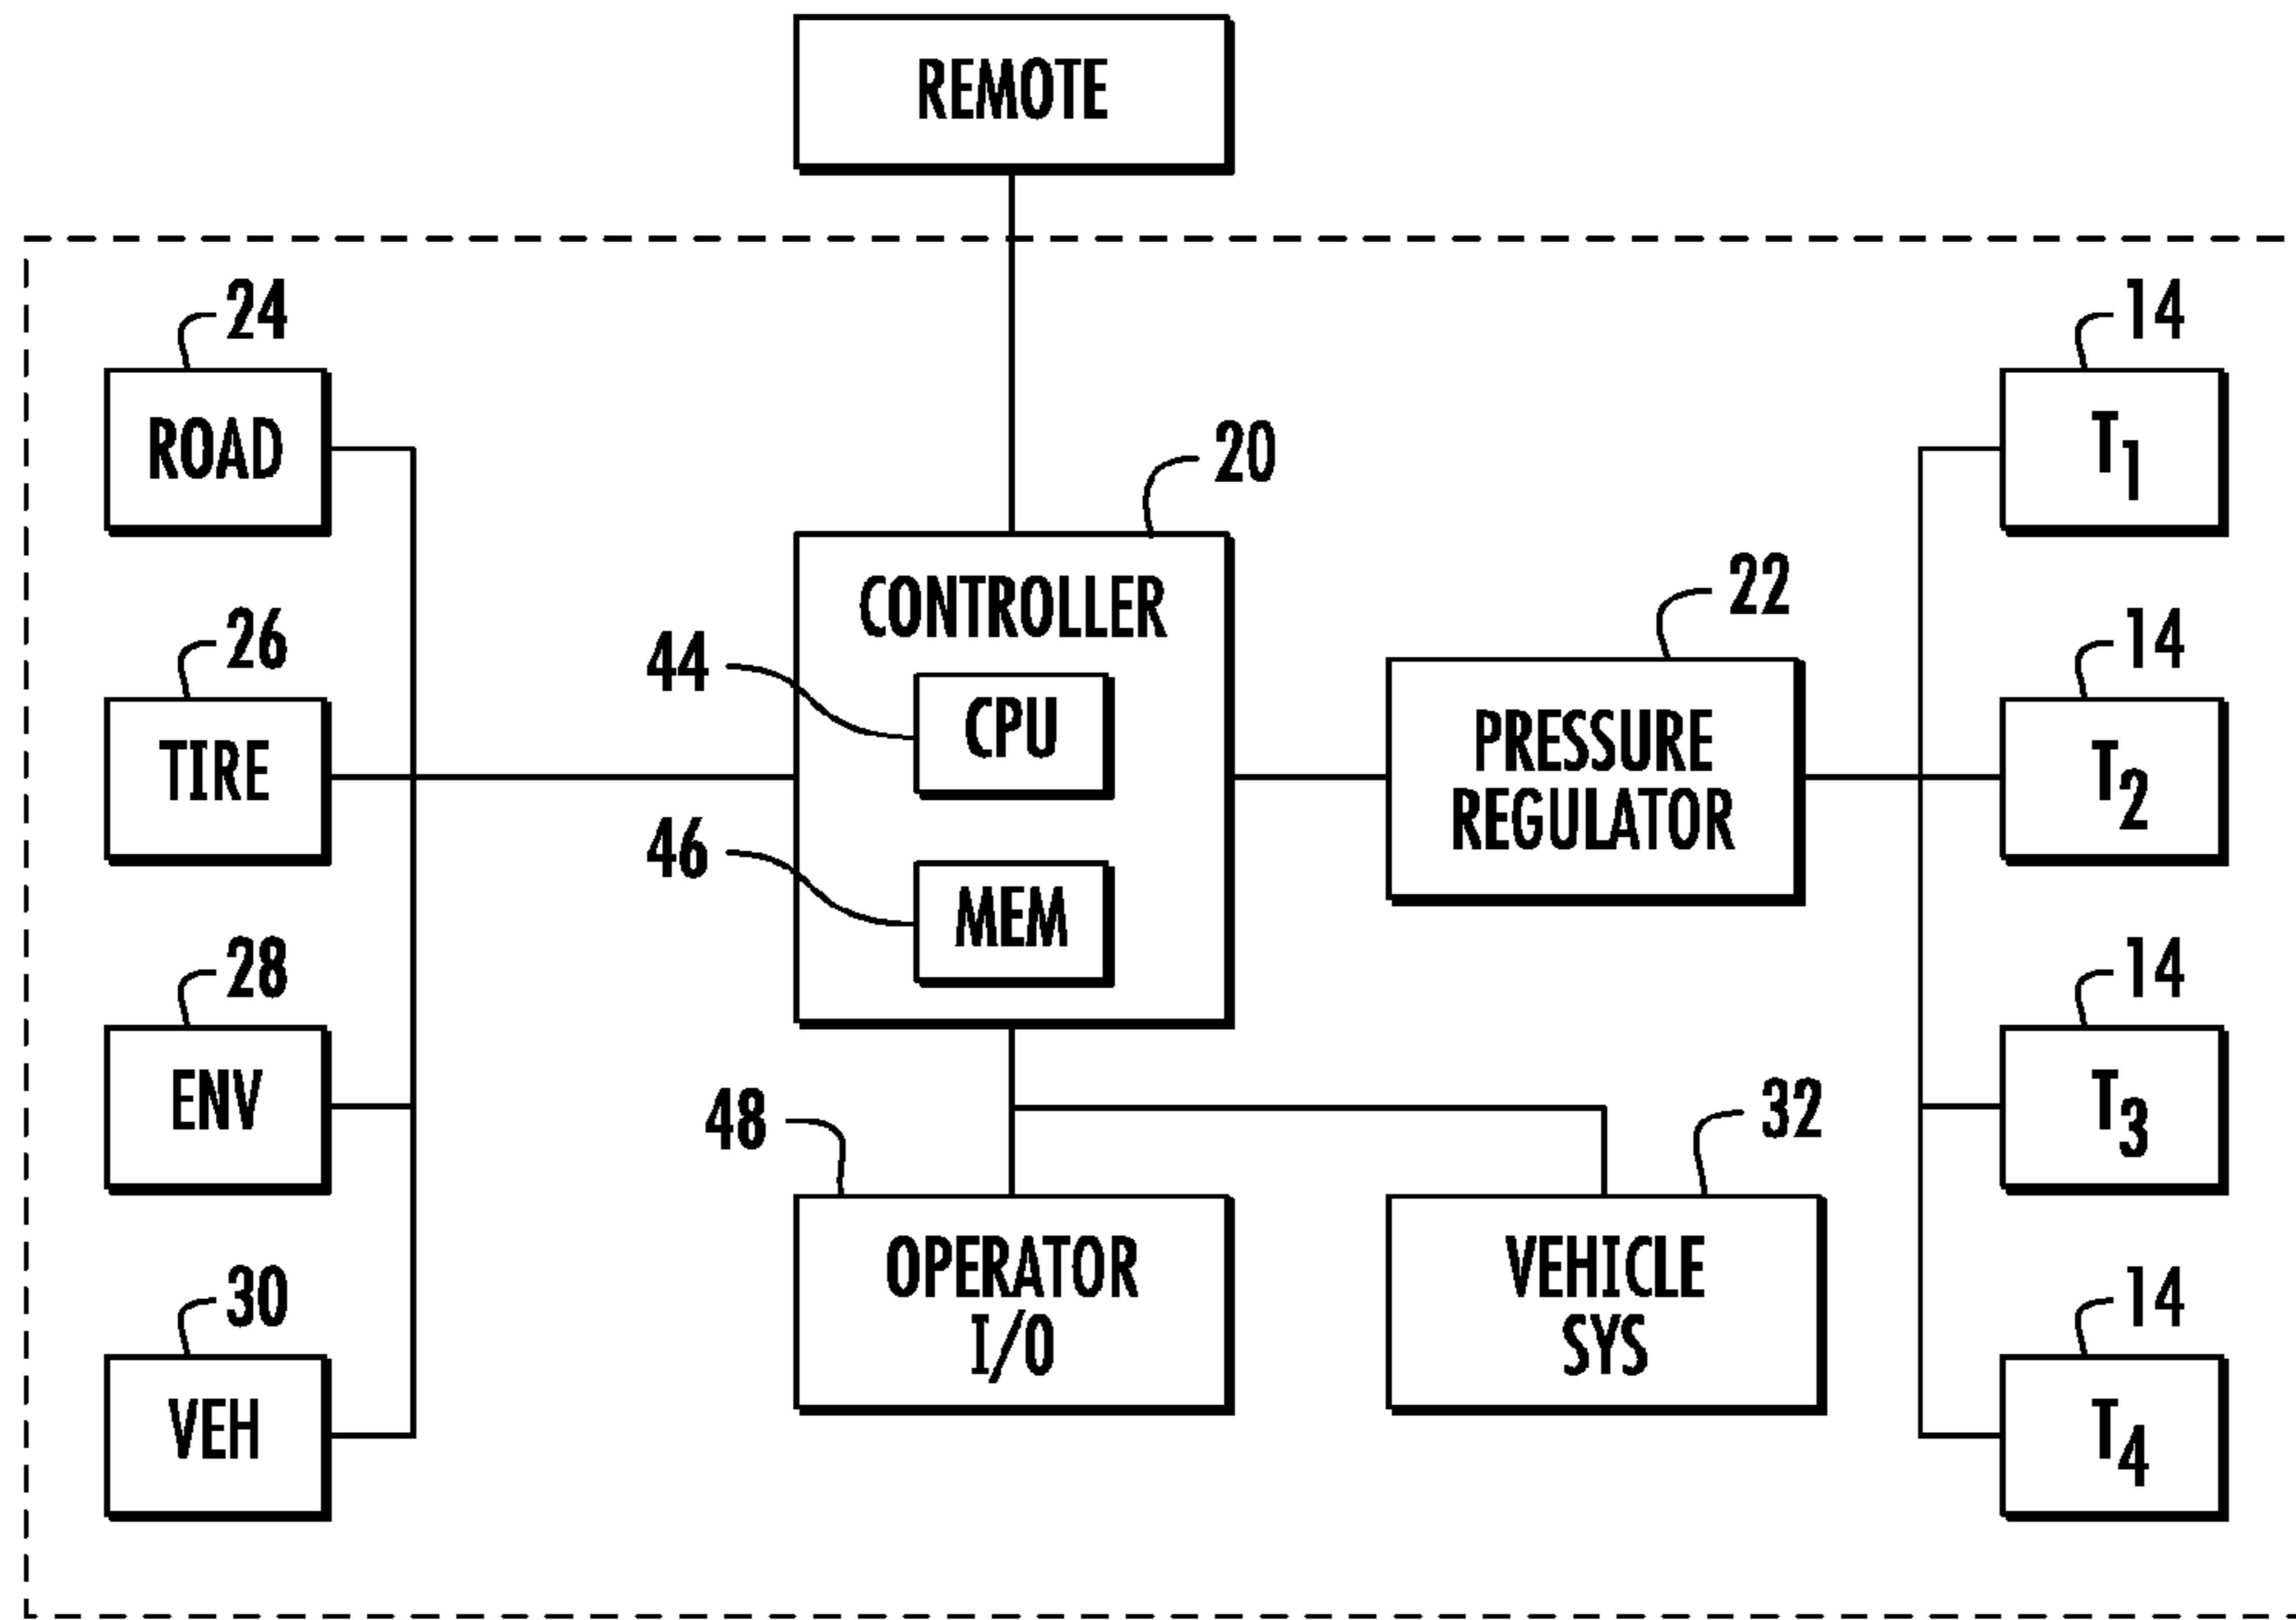 REMOTE
24
ROAD
26
TIRE
28
ENV
30
VEH
20
CONTROLLER
44
CPU
46
MEM
22
PRESSURE
REGULATOR
48
OPERATOR
I/O
32
VEHICLE
SYS
14
T1
14
T2
14
T3
14
T4